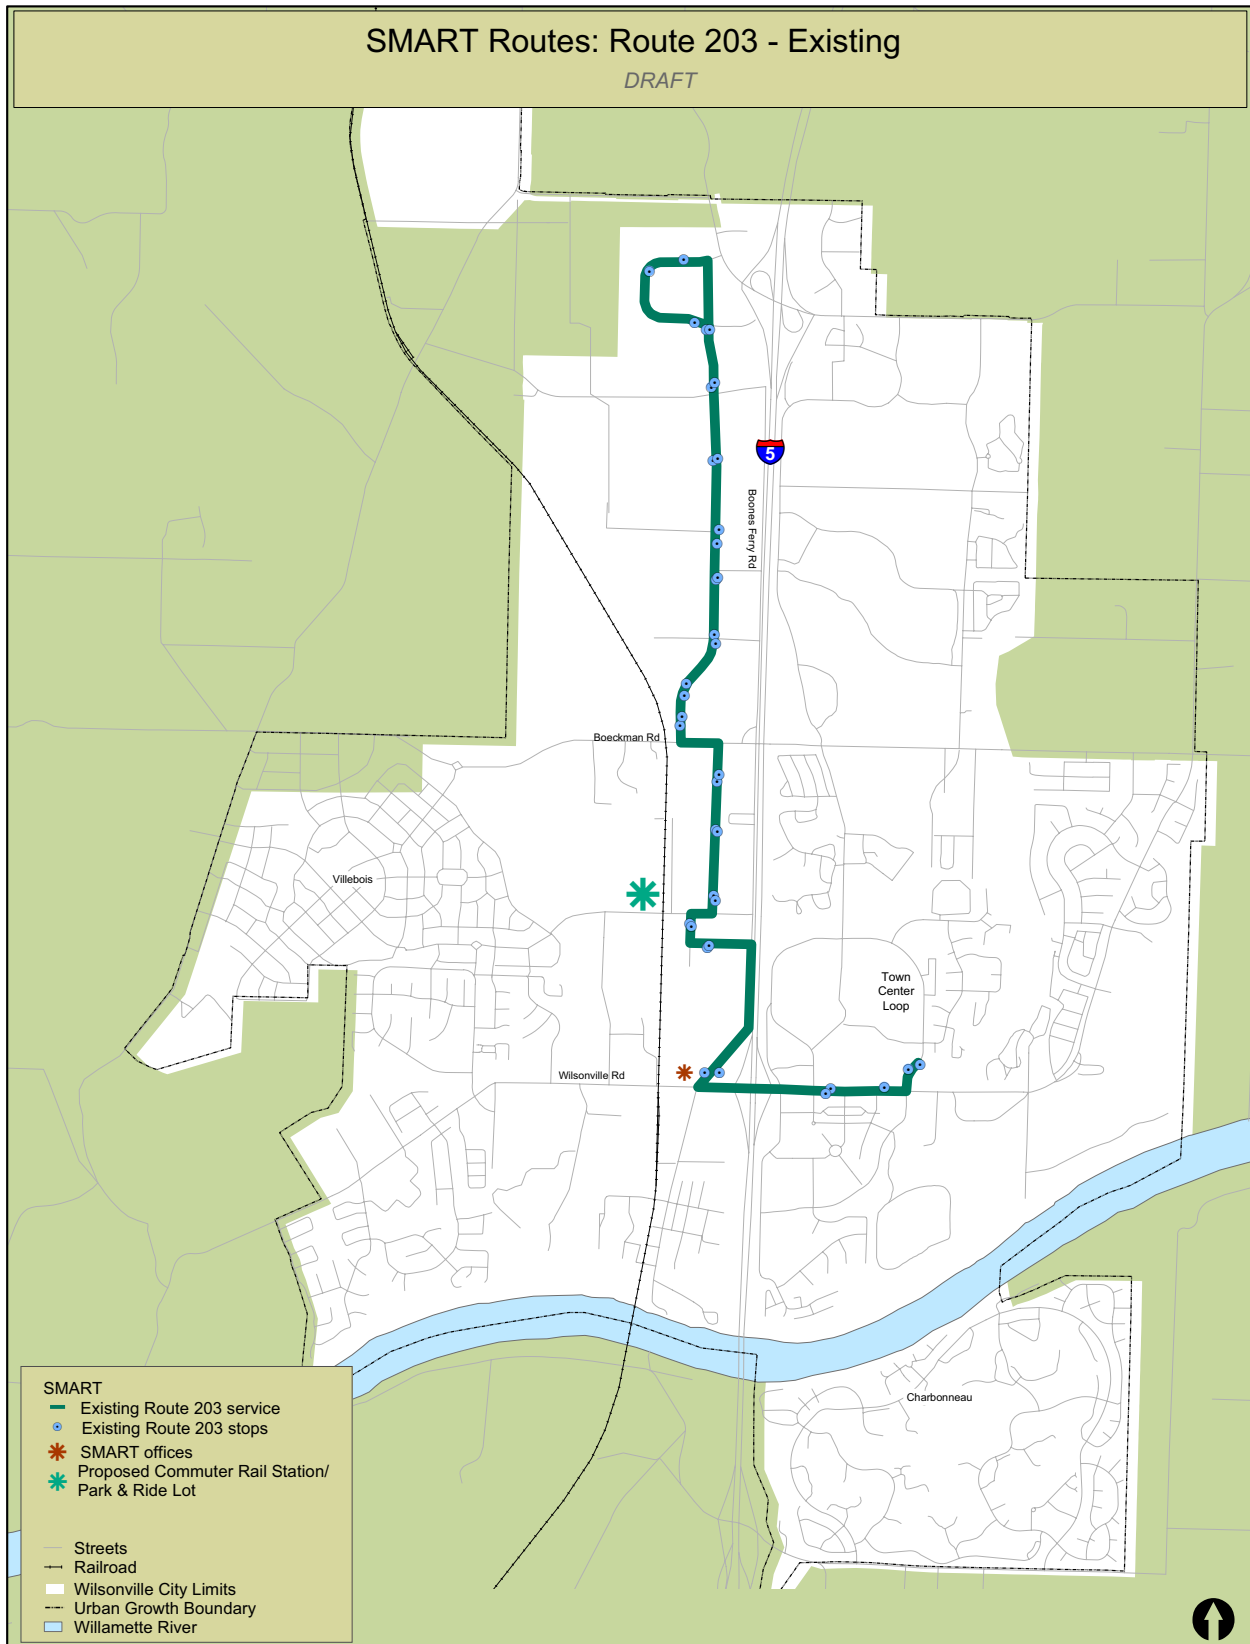 SMART Routes: Route 203 - Existing
DRAFT
5
Boones Ferry Rd
Boeckman Rd
Villebois
Town
Center
Loop
Wilsonville Rd
Charbonneau
SMART
Existing Route 203 service
Existing Route 203 stops
SMART offices
Proposed Commuter Rail Station/
Park & Ride Lot
Streets
Railroad
Wilsonville City Limits
Urban Growth Boundary
Willamette River